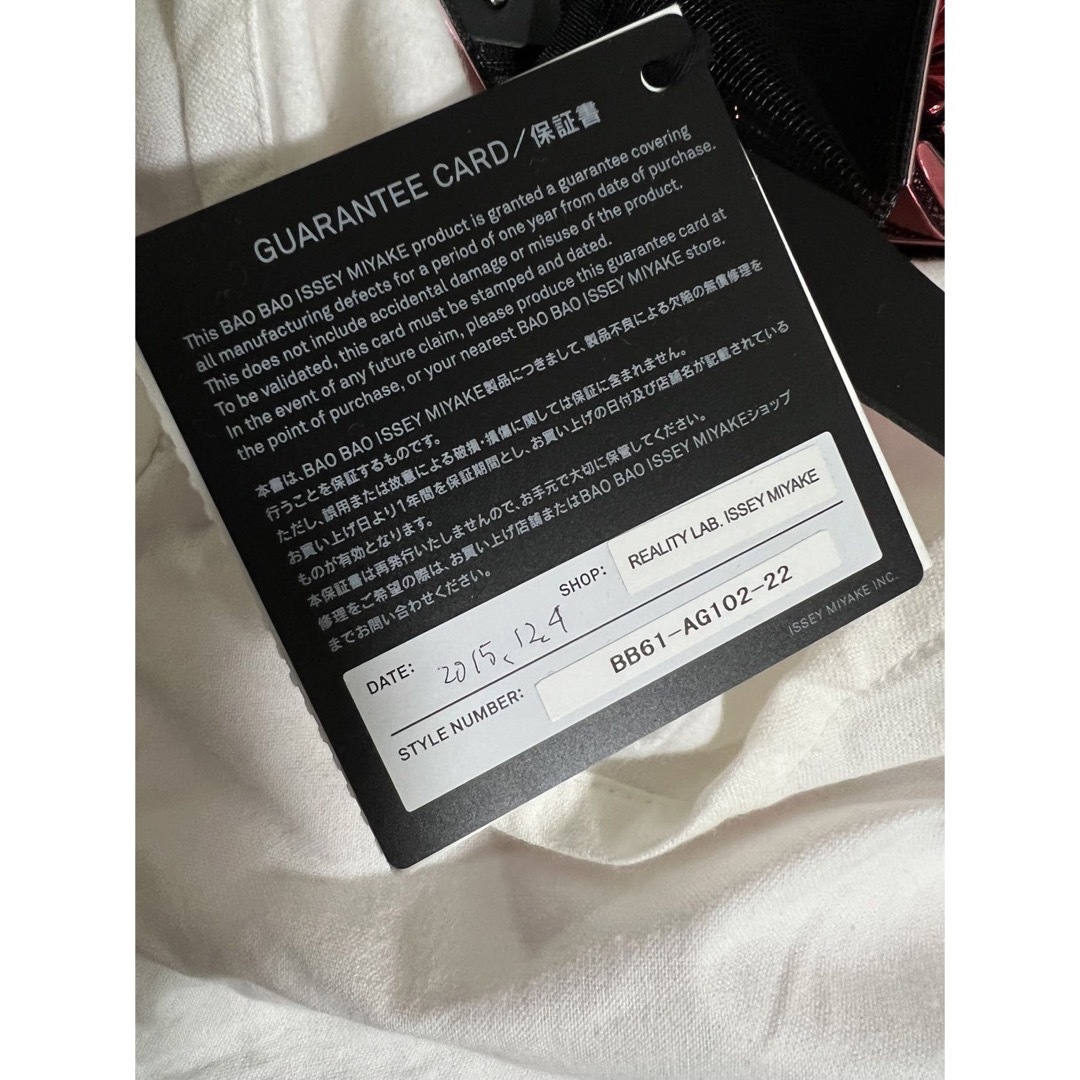 GUARANTEE CARD/保証書
This BAO BAO ISSEY MIYAKE product is granted a guarantee covering
all manufacturing defects for a period of one year from date of purchase.
This does not include accidental damage or misuse of the product.
To be validated, this card must be stamped and dated.
In the event of any future claim, please produce this guarantee card at
the point of purchase, or your nearest BAO BAO ISSEY MIYAKE store.
本書は、BAO BAO ISSEY MIYAKE製品につきまして、製品不良による欠陥の無償修理を
行うことを保証するものです。
ただし、誤用または故意による破損・損傷に関しては保証に含まれません。
お買い上げ日より1年間を保証期間とし、お買い上げの日付及び店舗名が記載されている
ものが有効となります。
本保証書は再発行いたしませんので、お手元で大切に保管してください。
修理をご希望の際は、お買い上げ店舗またはBAO BAO ISSEY MIYAKEショップ
までお問い合わせください。
DATE: 2015.12.4 SHOP: REALITY LAB. ISSEY MIYAKE
STYLE NUMBER: BB61-AG102-22
ISSEY MIYAKE INC.